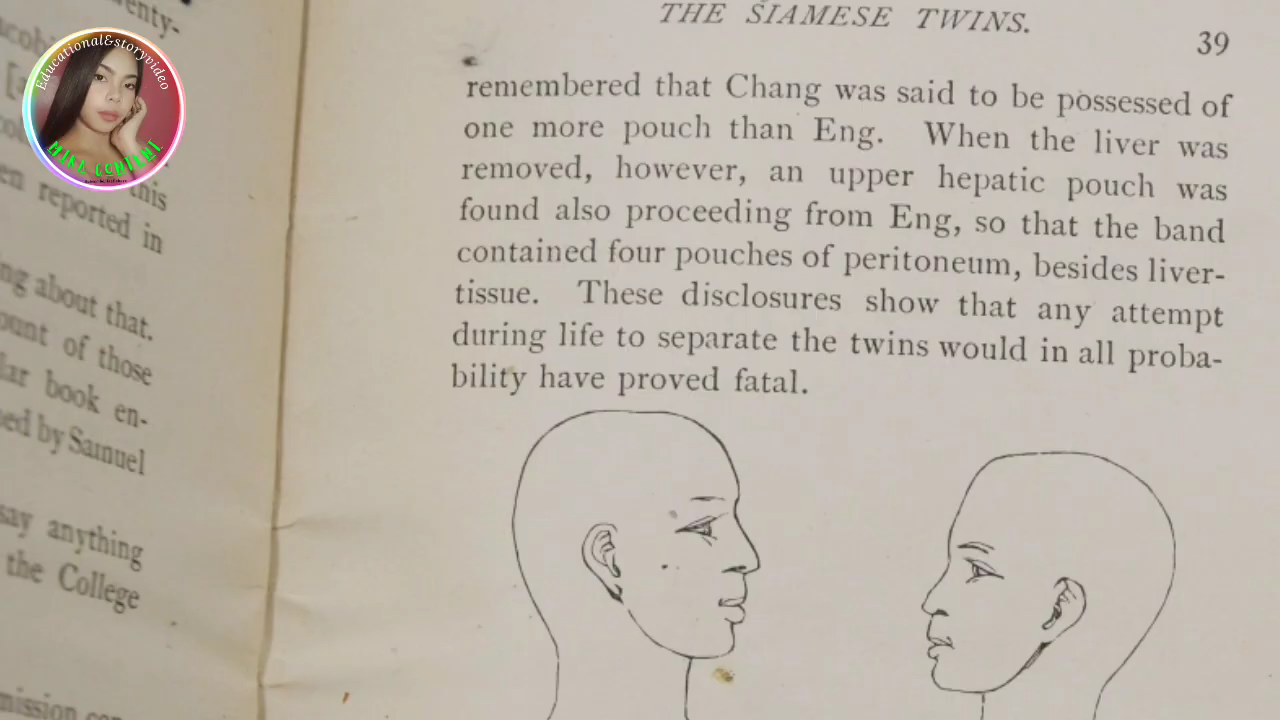 Educational&storyvideo
MJKL CONTENT
enty-
this
en reported in
ng about that.
ount of those
lar book en-
ned by Samuel
say anything
the College
mission
THE SIAMESE TWINS.
39
remembered that Chang was said to be possessed of
one more pouch than Eng. When the liver was
removed, however, an upper hepatic pouch was
found also proceeding from Eng, so that the band
contained four pouches of peritoneum, besides liver-
tissue. These disclosures show that any attempt
during life to separate the twins would in all proba-
bility have proved fatal.